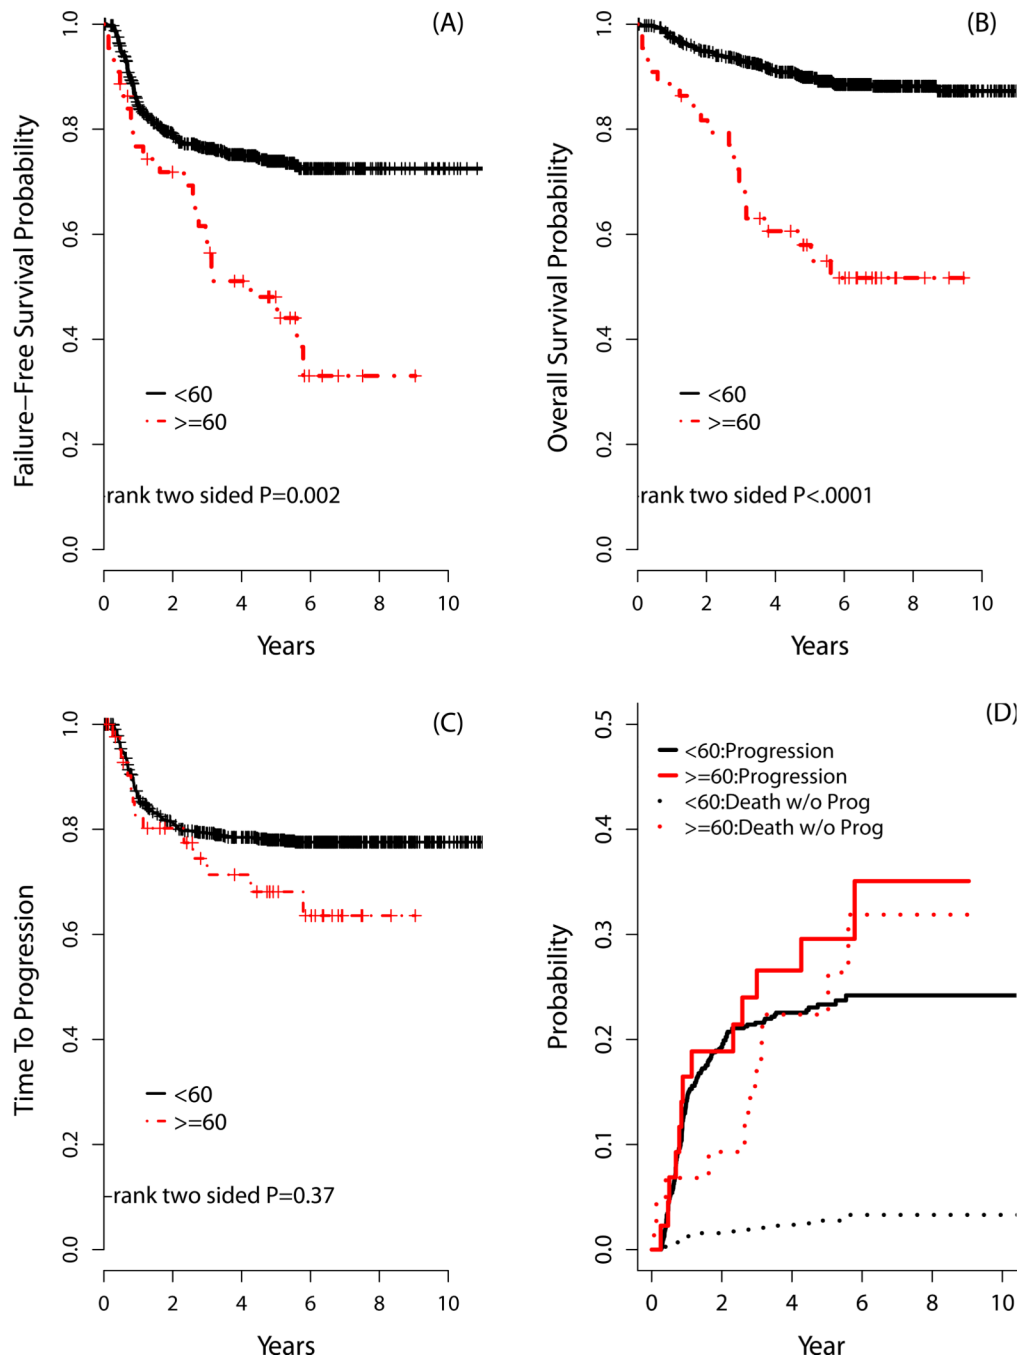 (A)
Failure−Free Survival Probability
1.0
0.8
0.6
0.4
0.2
0.0
<60
>=60
-rank two sided P=0.002
0 2 4 6 8 10
Years
(B)
Overall Survival Probability
1.0
0.8
0.6
0.4
0.2
0.0
<60
>=60
-rank two sided P<.0001
0 2 4 6 8 10
Years
(C)
Time To Progression
1.0
0.8
0.6
0.4
0.2
0.0
<60
>=60
-rank two sided P=0.37
0 2 4 6 8 10
Years
(D)
Probability
0.5
0.4
0.3
0.2
0.1
0.0
<60:Progression
>=60:Progression
<60:Death w/o Prog
>=60:Death w/o Prog
0 2 4 6 8 10
Year